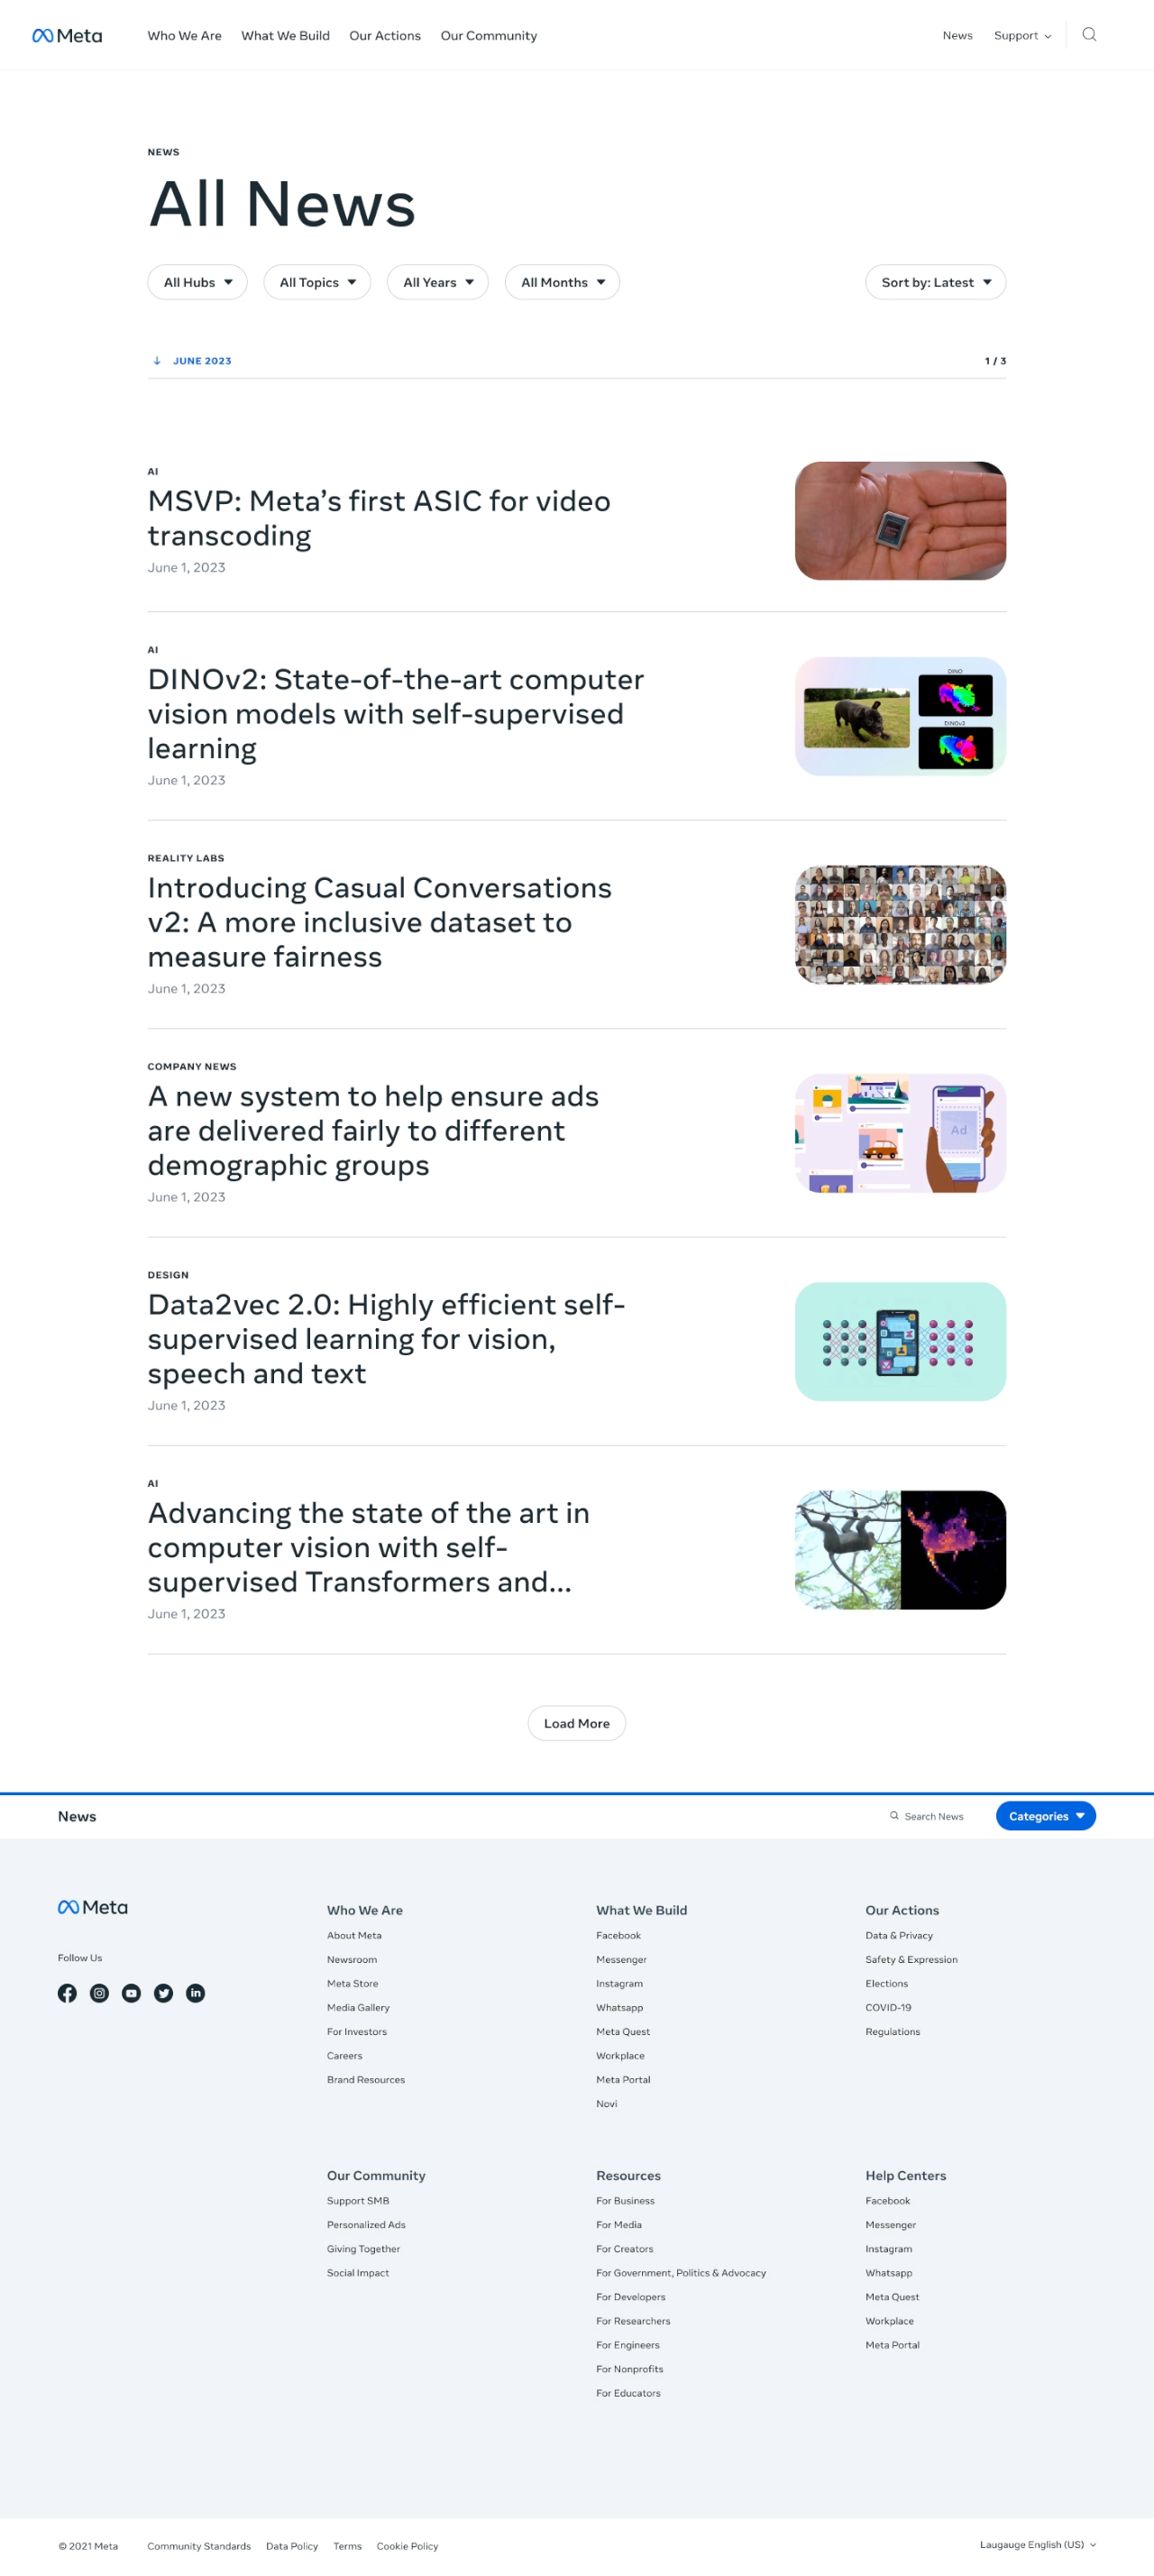 Meta
Who We Are
What We Build
Our Actions
Our Community
News
Support
NEWS
All News
All Hubs
All Topics
All Years
All Months
Sort by: Latest
JUNE 2023
1 / 3
AI
MSVP: Meta’s first ASIC for video
transcoding
June 1, 2023
AI
DINOv2: State-of-the-art computer
vision models with self-supervised
learning
June 1, 2023
DINO
DINOv2
REALITY LABS
Introducing Casual Conversations
v2: A more inclusive dataset to
measure fairness
June 1, 2023
COMPANY NEWS
A new system to help ensure ads
are delivered fairly to different
demographic groups
June 1, 2023
Ad
DESIGN
Data2vec 2.0: Highly efficient self-
supervised learning for vision,
speech and text
June 1, 2023
AI
Advancing the state of the art in
computer vision with self-
supervised Transformers and...
June 1, 2023
Load More
News
Search News
Categories
Meta
Follow Us
Who We Are
About Meta
Newsroom
Meta Store
Media Gallery
For Investors
Careers
Brand Resources
What We Build
Facebook
Messenger
Instagram
Whatsapp
Meta Quest
Workplace
Meta Portal
Novi
Our Actions
Data & Privacy
Safety & Expression
Elections
COVID-19
Regulations
Our Community
Support SMB
Personalized Ads
Giving Together
Social Impact
Resources
For Business
For Media
For Creators
For Government, Politics & Advocacy
For Developers
For Researchers
For Engineers
For Nonprofits
For Educators
Help Centers
Facebook
Messenger
Instagram
Whatsapp
Meta Quest
Workplace
Meta Portal
© 2021 Meta
Community Standards
Data Policy
Terms
Cookie Policy
Laugauge English (US)